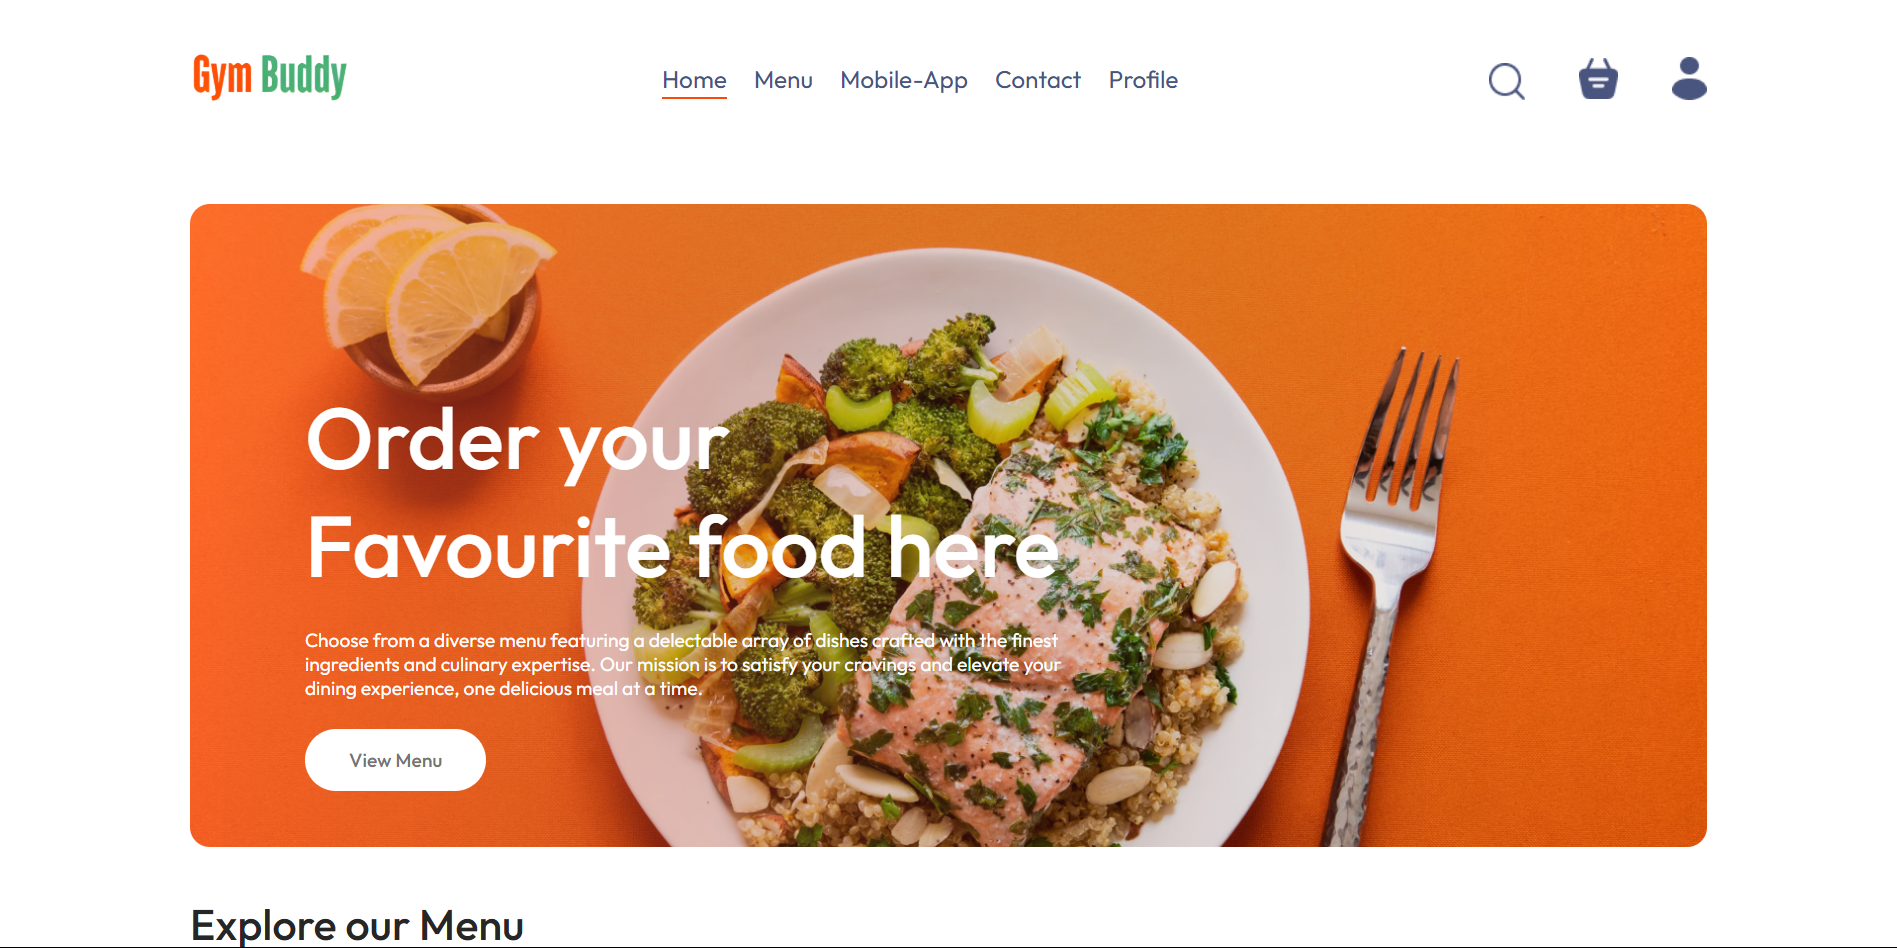 Gym Buddy
Home Menu Mobile-App Contact Profile
Order your
Favourite food here
Choose from a diverse menu featuring a delectable array of dishes crafted with the finest
ingredients and culinary expertise. Our mission is to satisfy your cravings and elevate your
dining experience, one delicious meal at a time.
View Menu
Explore our Menu